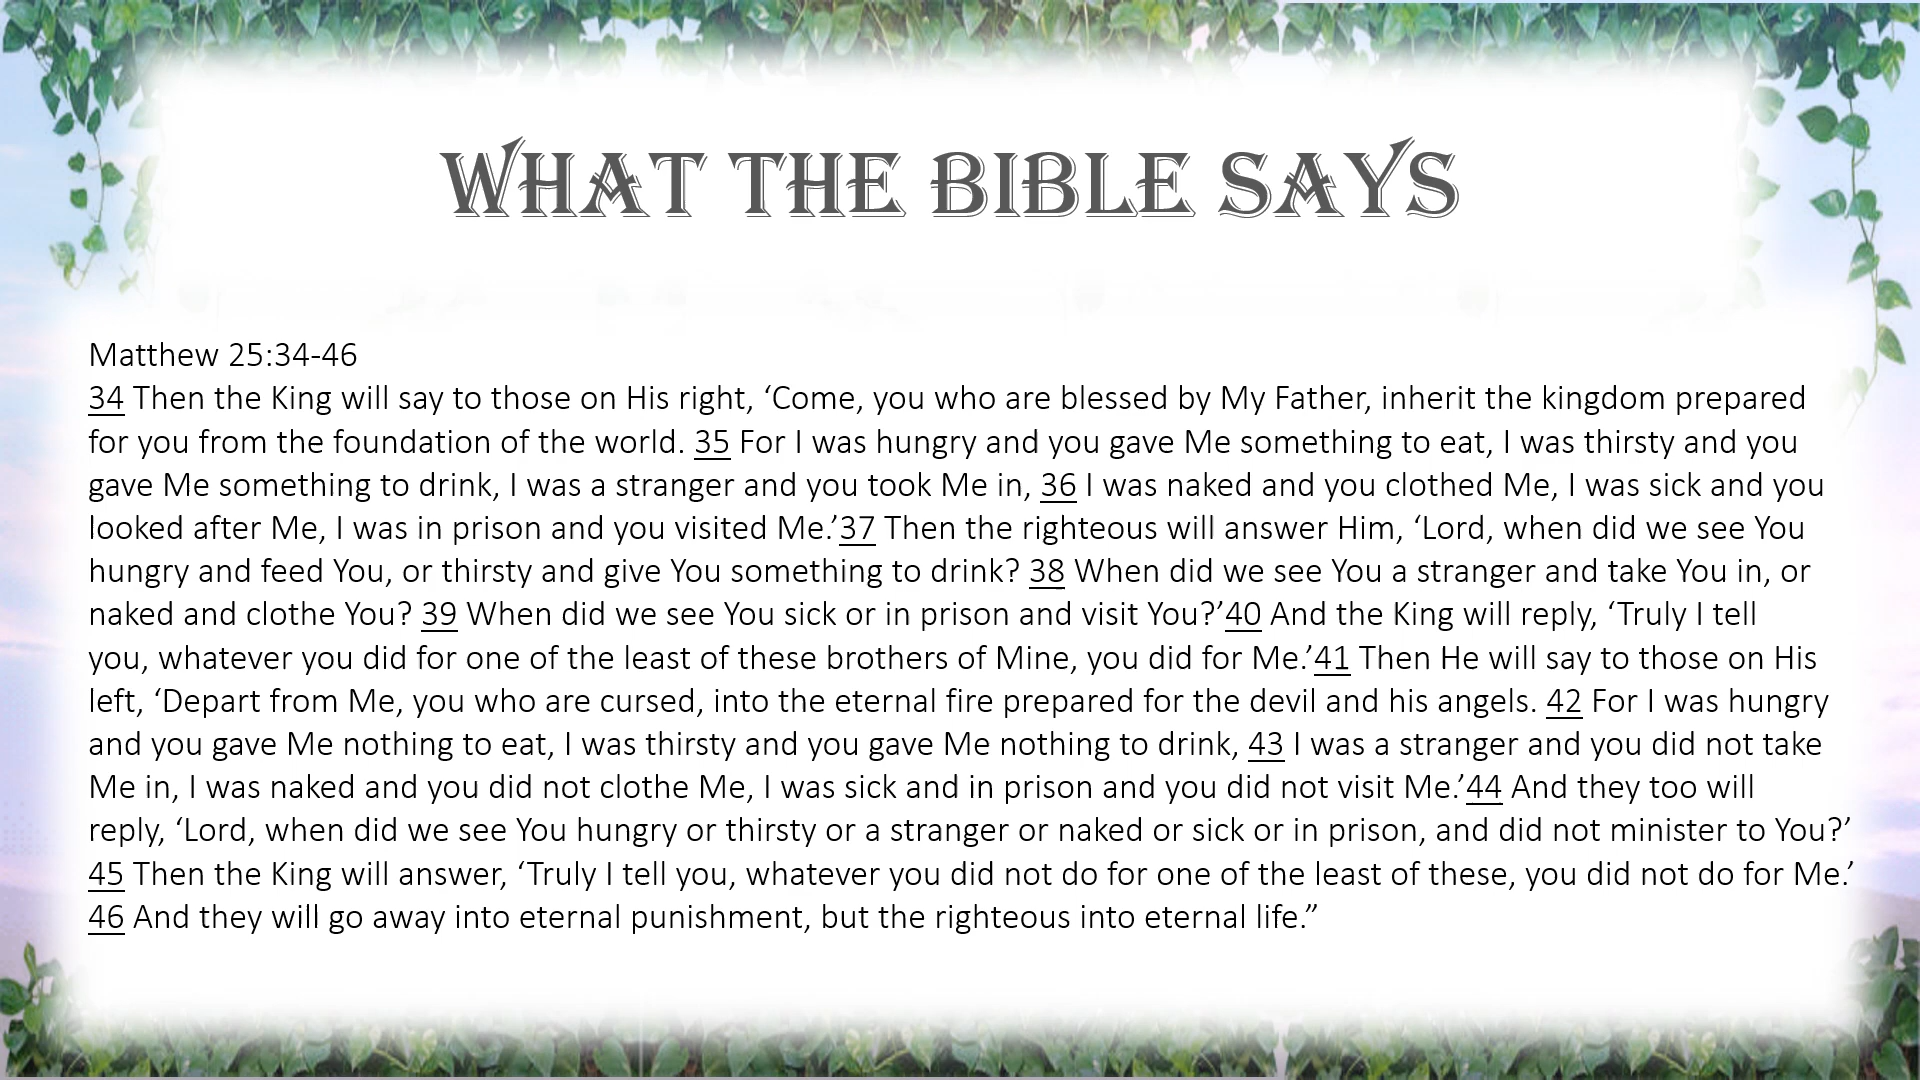 WHAT THE BIBLE SAYS
Matthew 25:34-46
34 Then the King will say to those on His right, ‘Come, you who are blessed by My Father, inherit the kingdom prepared
for you from the foundation of the world. 35 For I was hungry and you gave Me something to eat, I was thirsty and you
gave Me something to drink, I was a stranger and you took Me in, 36 I was naked and you clothed Me, I was sick and you
looked after Me, I was in prison and you visited Me.’37 Then the righteous will answer Him, ‘Lord, when did we see You
hungry and feed You, or thirsty and give You something to drink? 38 When did we see You a stranger and take You in, or
naked and clothe You? 39 When did we see You sick or in prison and visit You?’40 And the King will reply, ‘Truly I tell
you, whatever you did for one of the least of these brothers of Mine, you did for Me.’41 Then He will say to those on His
left, ‘Depart from Me, you who are cursed, into the eternal fire prepared for the devil and his angels. 42 For I was hungry
and you gave Me nothing to eat, I was thirsty and you gave Me nothing to drink, 43 I was a stranger and you did not take
Me in, I was naked and you did not clothe Me, I was sick and in prison and you did not visit Me.’44 And they too will
reply, ‘Lord, when did we see You hungry or thirsty or a stranger or naked or sick or in prison, and did not minister to You?’
45 Then the King will answer, ‘Truly I tell you, whatever you did not do for one of the least of these, you did not do for Me.’
46 And they will go away into eternal punishment, but the righteous into eternal life.”